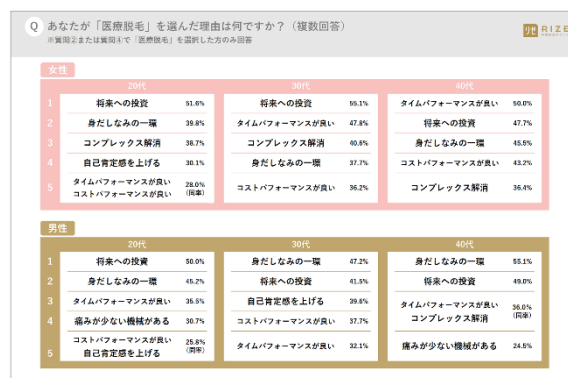 Q あなたが「医療脱毛」を選んだ理由は何ですか？（複数回答）
※質問②または質問④で「医療脱毛」を選択した方のみ回答
リゼ RIZE
女性
20代 30代 40代
1 将来への投資 51.6% 将来への投資 55.1% タイムパフォーマンスが良い 50.0%
2 身だしなみの一環 39.8% タイムパフォーマンスが良い 47.8% 将来への投資 47.7%
3 コンプレックス解消 38.7% コンプレックス解消 40.6% 身だしなみの一環 45.5%
4 自己肯定感を上げる 30.1% 身だしなみの一環 37.7% コストパフォーマンスが良い 43.2%
5 タイムパフォーマンスが良い コストパフォーマンスが良い 28.0% (同率) コストパフォーマンスが良い 36.2% コンプレックス解消 36.4%
男性
20代 30代 40代
1 将来への投資 50.0% 身だしなみの一環 47.2% 身だしなみの一環 55.1%
2 身だしなみの一環 45.2% 将来への投資 41.5% 将来への投資 49.0%
3 タイムパフォーマンスが良い 35.5% 自己肯定感を上げる 39.6% タイムパフォーマンスが良い 36.0% (同率)
4 痛みが少ない機械がある 30.7% コストパフォーマンスが良い 37.7% コンプレックス解消
5 コストパフォーマンスが良い 自己肯定感を上げる 25.8% (同率) タイムパフォーマンスが良い 32.1% 痛みが少ない機械がある 24.5%